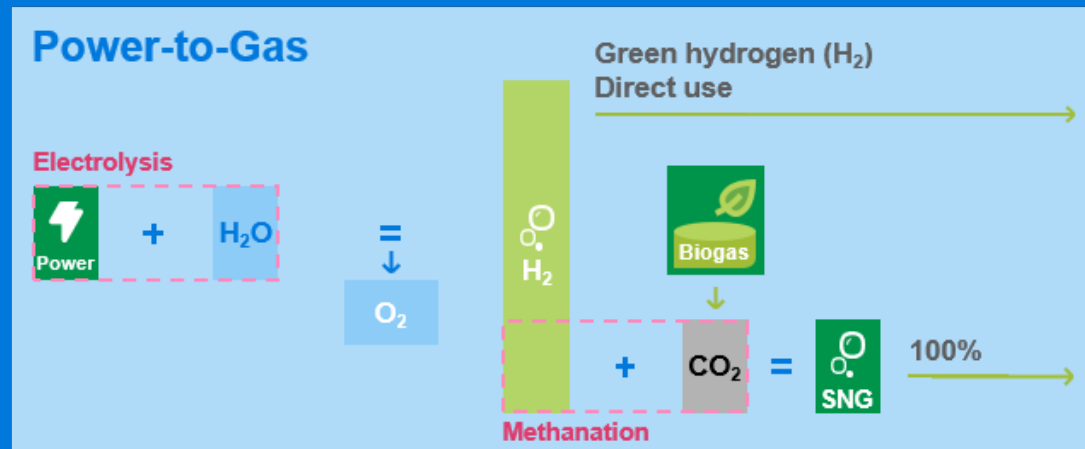 Power-to-Gas
Green hydrogen (H₂)
Direct use
Electrolysis
Power
+
H₂O
=
O₂
H₂
Biogas
+
CO₂
=
SNG
100%
Methanation